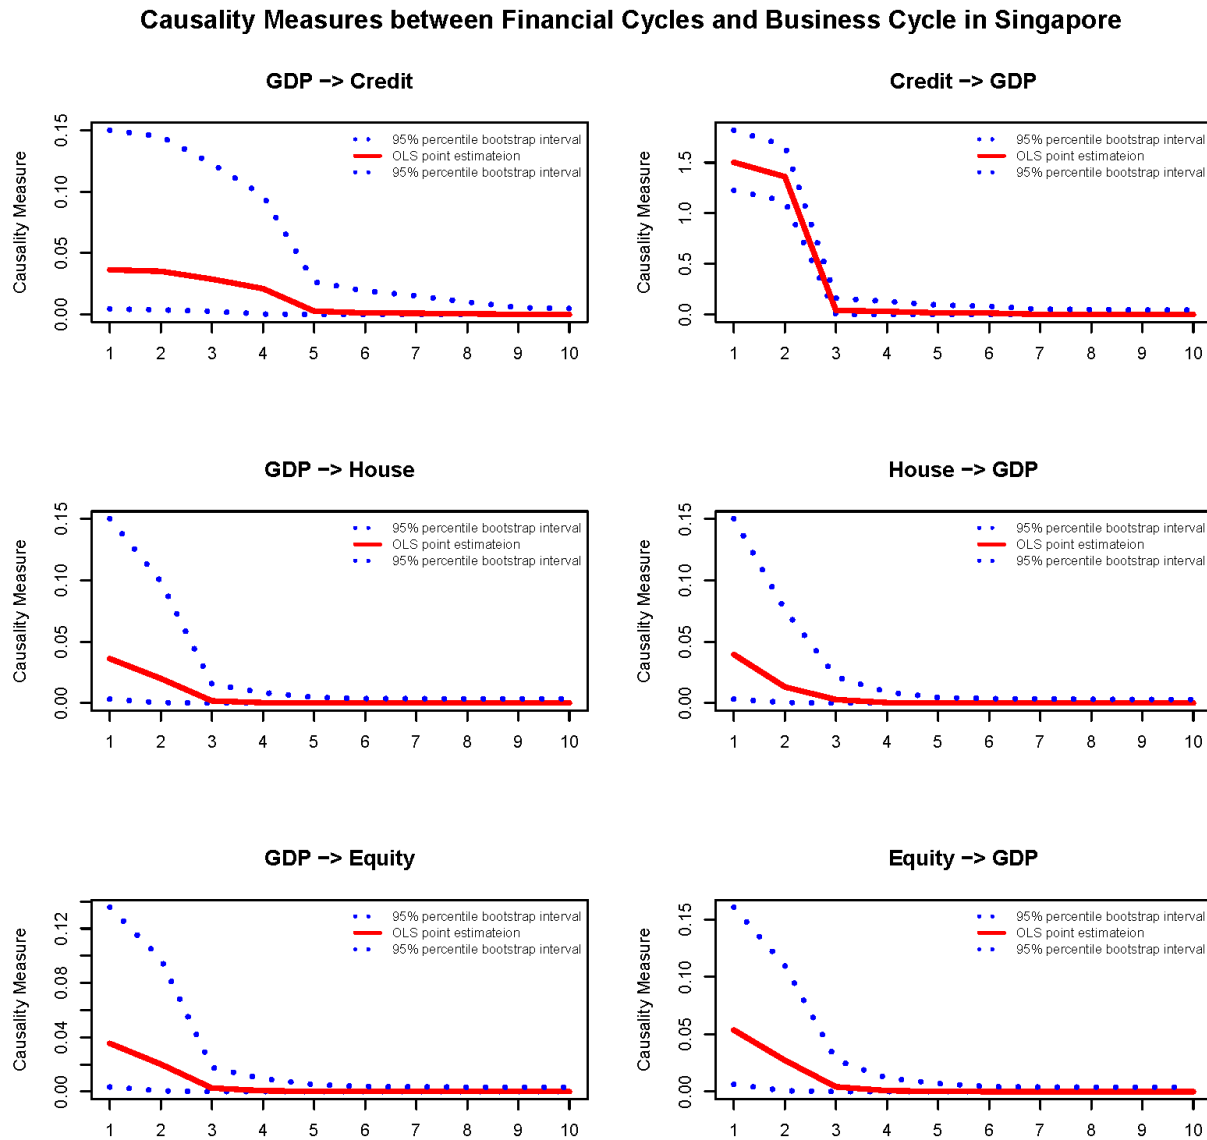 Causality Measures between Financial Cycles and Business Cycle in Singapore
GDP −> Credit
Causality Measure
0.15
0.10
0.05
0.00
95% percentile bootstrap interval
OLS point estimateion
95% percentile bootstrap interval
1 2 3 4 5 6 7 8 9 10
Credit −> GDP
Causality Measure
1.5
1.0
0.5
0.0
95% percentile bootstrap interval
OLS point estimateion
95% percentile bootstrap interval
1 2 3 4 5 6 7 8 9 10
GDP −> House
Causality Measure
0.15
0.10
0.05
0.00
95% percentile bootstrap interval
OLS point estimateion
95% percentile bootstrap interval
1 2 3 4 5 6 7 8 9 10
House −> GDP
Causality Measure
0.15
0.10
0.05
0.00
95% percentile bootstrap interval
OLS point estimateion
95% percentile bootstrap interval
1 2 3 4 5 6 7 8 9 10
GDP −> Equity
Causality Measure
0.12
0.08
0.04
0.00
95% percentile bootstrap interval
OLS point estimateion
95% percentile bootstrap interval
1 2 3 4 5 6 7 8 9 10
Equity −> GDP
Causality Measure
0.15
0.10
0.05
0.00
95% percentile bootstrap interval
OLS point estimateion
95% percentile bootstrap interval
1 2 3 4 5 6 7 8 9 10